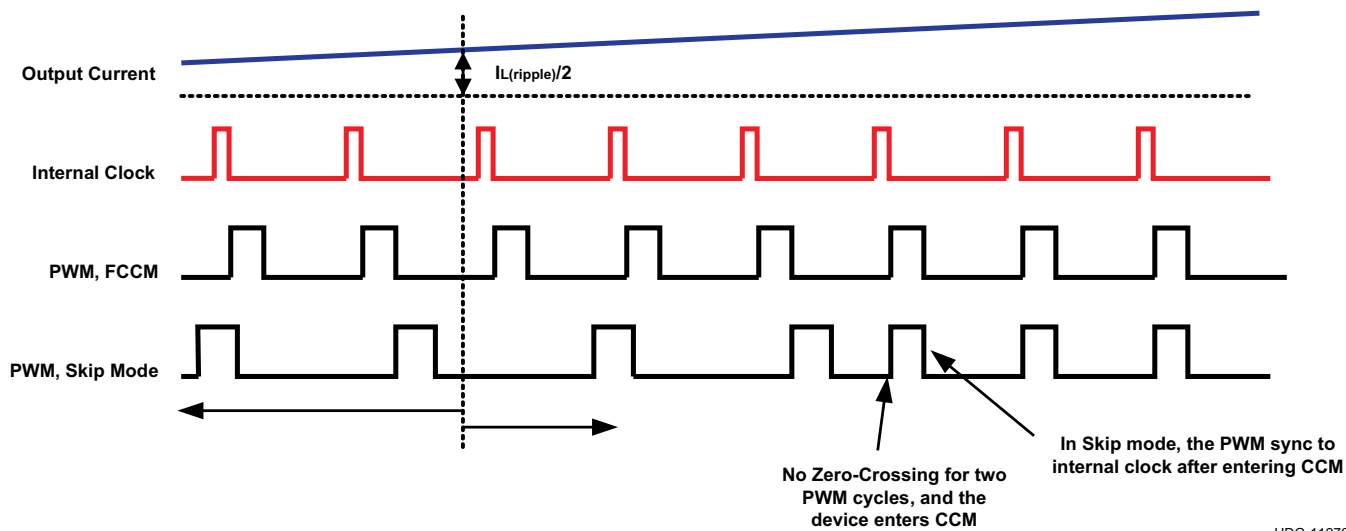 Output Current
IL(ripple)/2
Internal Clock
PWM, FCCM
PWM, Skip Mode
No Zero-Crossing for two
PWM cycles, and the
device enters CCM
In Skip mode, the PWM sync to
internal clock after entering CCM